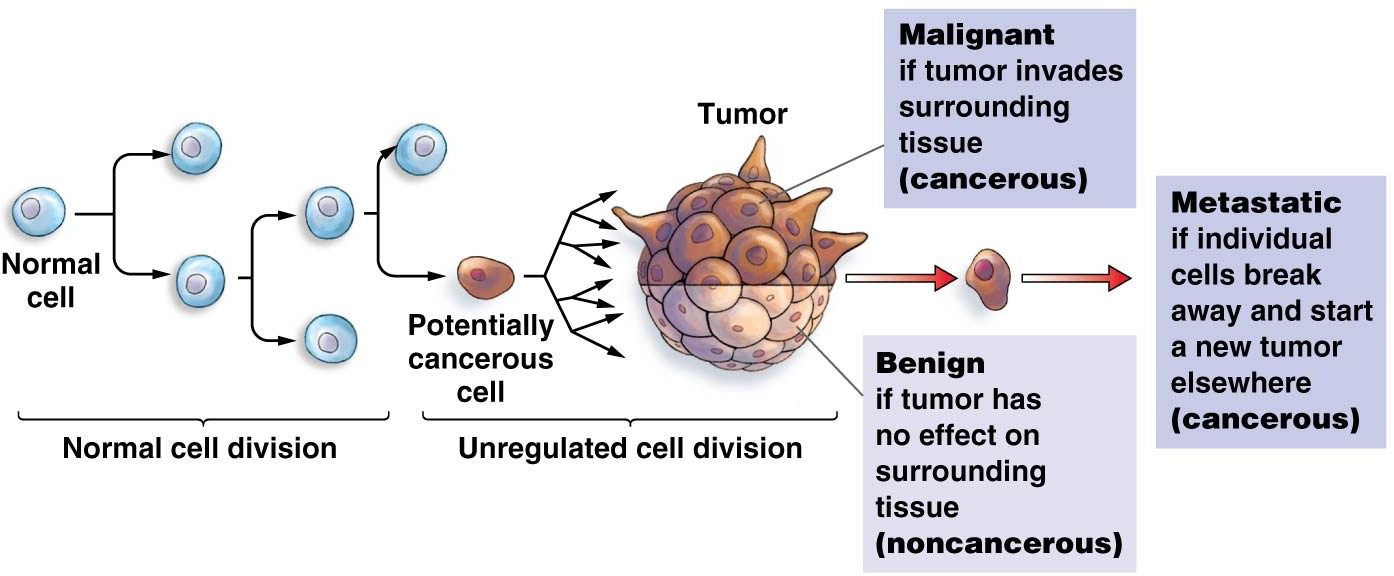 Normal
cell
Normal cell division
Potentially
cancerous
cell
Unregulated cell division
Tumor
Malignant
if tumor invades
surrounding
tissue
(cancerous)
Benign
if tumor has
no effect on
surrounding
tissue
(noncancerous)
Metastatic
if individual
cells break
away and start
a new tumor
elsewhere
(cancerous)